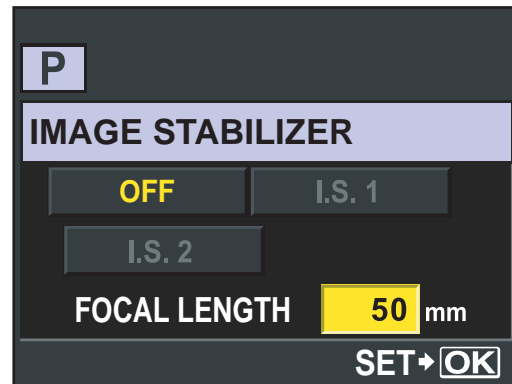 P
IMAGE STABILIZER
OFF I.S. 1
I.S. 2
FOCAL LENGTH 50 mm
SET➔OK